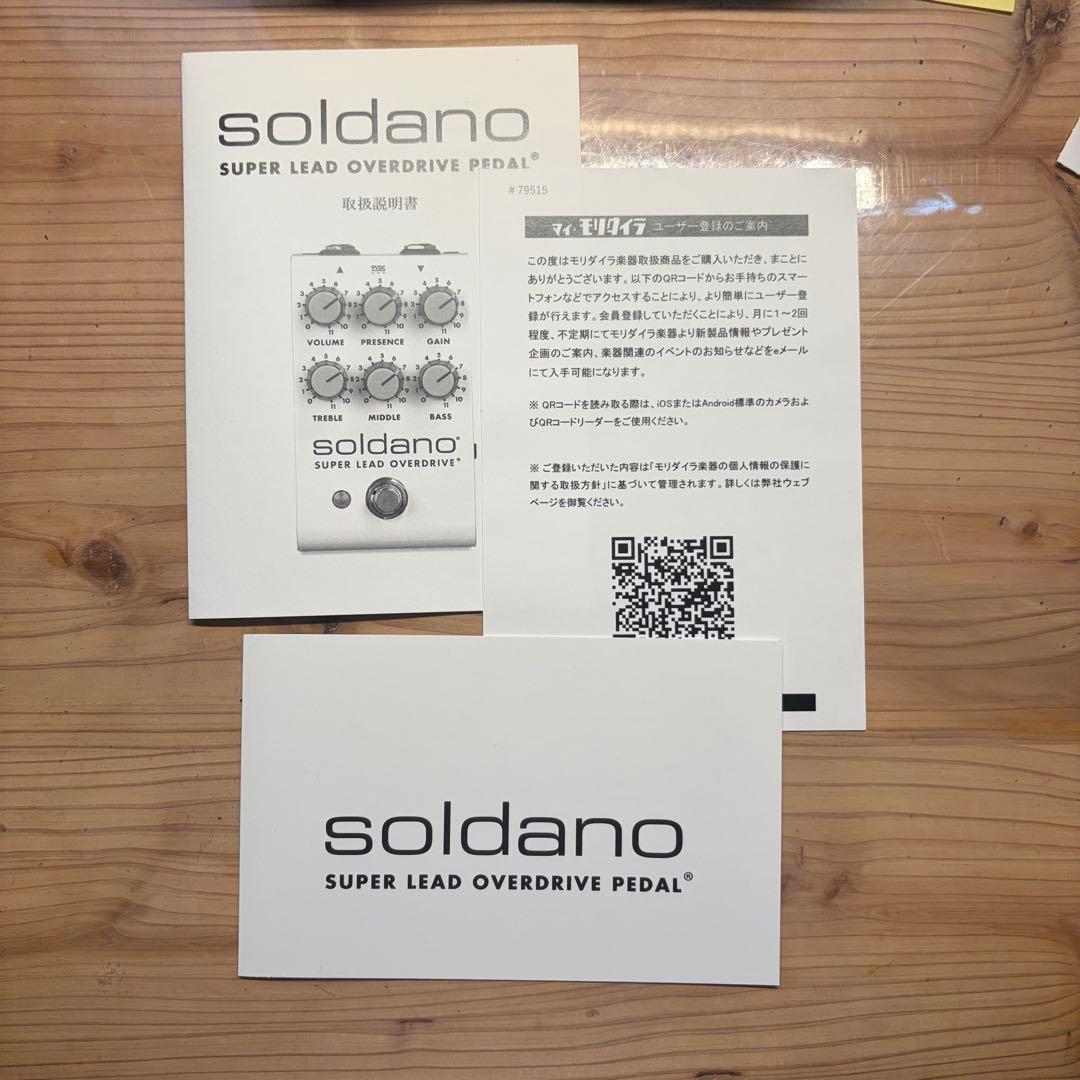 soldano
SUPER LEAD OVERDRIVE PEDAL®
取扱説明書
VOLUME PRESENCE GAIN
TREBLE MIDDLE BASS
soldano®
SUPER LEAD OVERDRIVE®
#79515
マイ・モリダイラ ユーザー登録のご案内
この度はモリダイラ楽器取扱商品をご購入いただき、まことに
ありがとうございます。以下のQRコードからお手持ちのスマー
トフォンなどでアクセスすることにより、より簡単にユーザー登
録が行えます。会員登録していただくことにより、月に1〜2回
程度、不定期にてモリダイラ楽器より新製品情報やプレゼント
企画のご案内、楽器関連のイベントのお知らせなどをeメール
にて入手可能になります。
※ QRコードを読み取る際は、iOSまたはAndroid標準のカメラおよ
びQRコードリーダーをご使用ください。
※ ご登録いただいた内容は「モリダイラ楽器の個人情報の保護に
関する取扱方針」に基づいて管理されます。詳しくは弊社ウェブ
ページを御覧ください。
soldano
SUPER LEAD OVERDRIVE PEDAL®